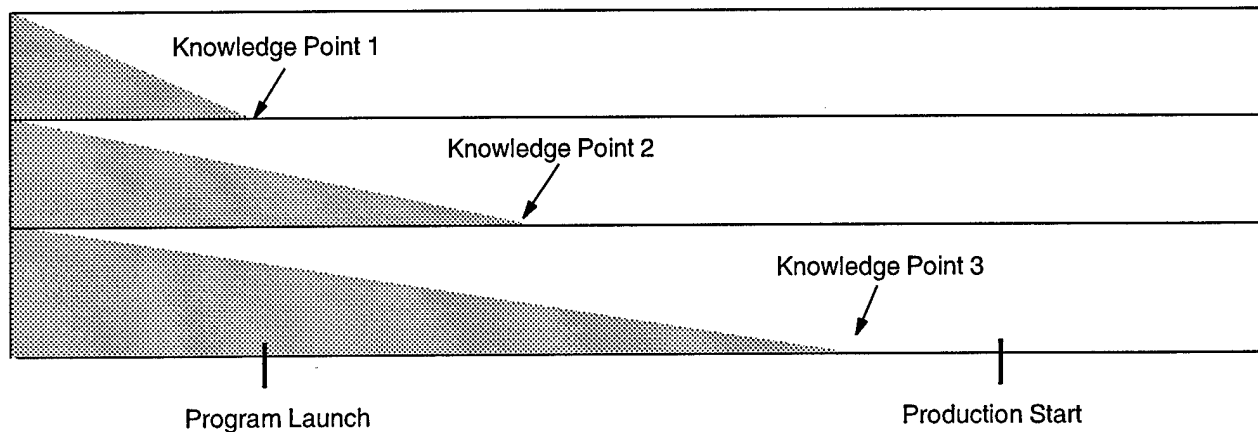 Knowledge Point 1
Knowledge Point 2
Knowledge Point 3
Program Launch
Production Start